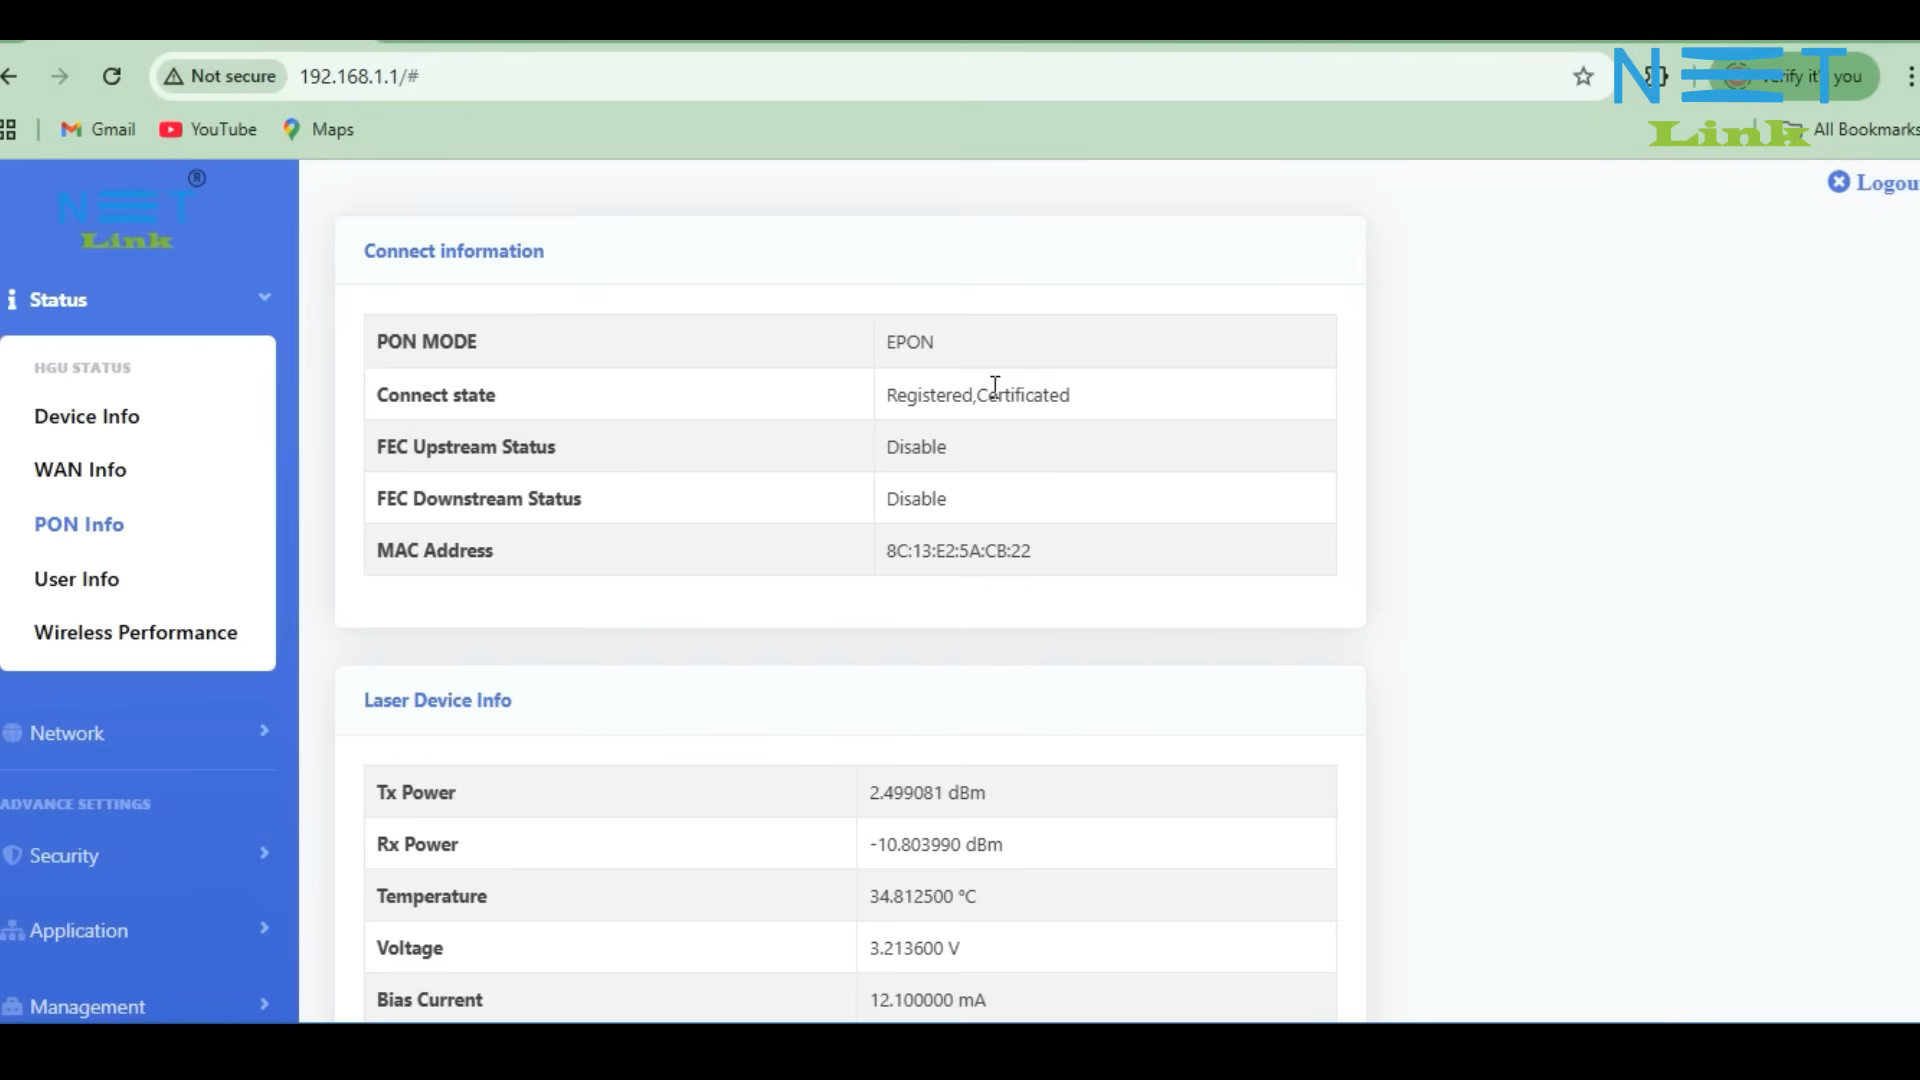 Not secure 192.168.1.1/#
NET
Link
Gmail YouTube Maps
All Bookmarks
®
NET
Link
Logou
Status
HGU STATUS
Device Info
WAN Info
PON Info
User Info
Wireless Performance
Network
ADVANCE SETTINGS
Security
Application
Management
Connect information
PON MODE EPON
Connect state Registered,Certificated
FEC Upstream Status Disable
FEC Downstream Status Disable
MAC Address 8C:13:E2:5A:CB:22
Laser Device Info
Tx Power 2.499081 dBm
Rx Power -10.803990 dBm
Temperature 34.812500 °C
Voltage 3.213600 V
Bias Current 12.100000 mA